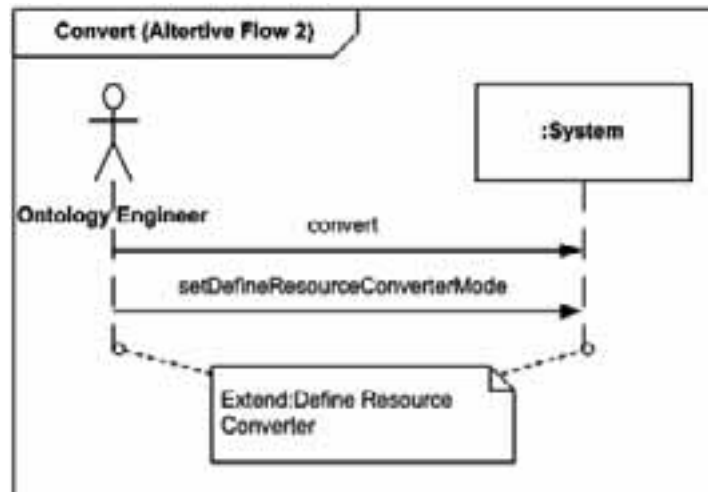 Convert (Altertive Flow 2)
:System
Ontology Engineer
convert
setDefineResourceConverterMode
Extend:Define Resource
Converter